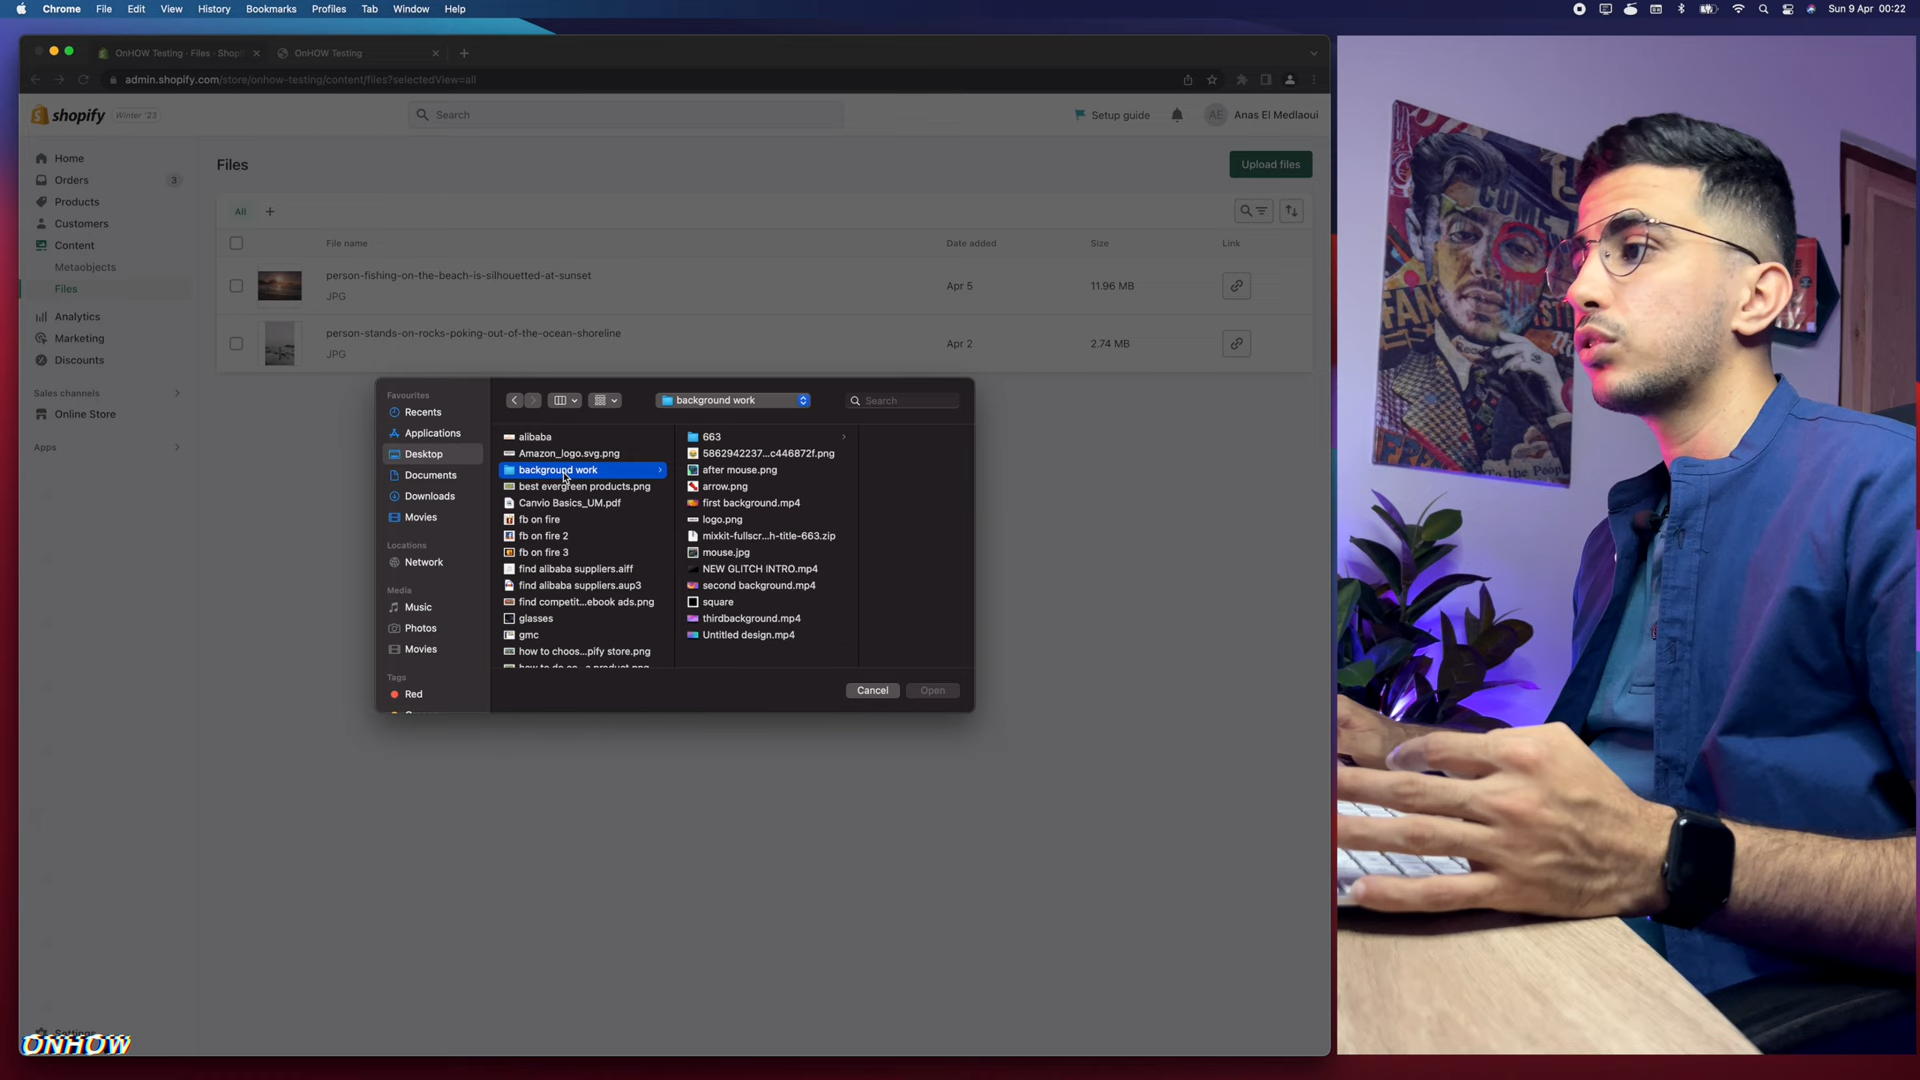 Chrome File Edit View History Bookmarks Profiles Tab Window Help Sun 9 Apr 00:22
OnHOW Testing · Files · Shopi
OnHOW Testing
admin.shopify.com/store/onhow-testing/content/files?selectedView=all
shopify Winter '23 Search Setup guide AE Anas El Medlaoui
Home
Orders 3
Products
Customers
Content
Metaobjects
Files
Analytics
Marketing
Discounts
Sales channels
Online Store
Apps
Files Upload files
All
File name Date added Size Link
person-fishing-on-the-beach-is-silhouetted-at-sunset
JPG
Apr 5 11.96 MB
person-stands-on-rocks-poking-out-of-the-ocean-shoreline
JPG
Apr 2 2.74 MB
Favourites
Recents
Applications
Desktop
Documents
Downloads
Movies
Locations
Network
Media
Music
Photos
Movies
Tags
Red
background work Search
alibaba
Amazon_logo.svg.png
background work
best evergreen products.png
Canvio Basics_UM.pdf
fb on fire
fb on fire 2
fb on fire 3
find alibaba suppliers.aiff
find alibaba suppliers.aup3
find competit...ebook ads.png
glasses
gmc
how to choos...pify store.png
663
5862942237...c446872f.png
after mouse.png
arrow.png
first background.mp4
logo.png
mixkit-fullscr...h-title-663.zip
mouse.jpg
NEW GLITCH INTRO.mp4
second background.mp4
square
thirdbackground.mp4
Untitled design.mp4
Cancel Open
Settings
ONHOW
COME
FAN
to the People